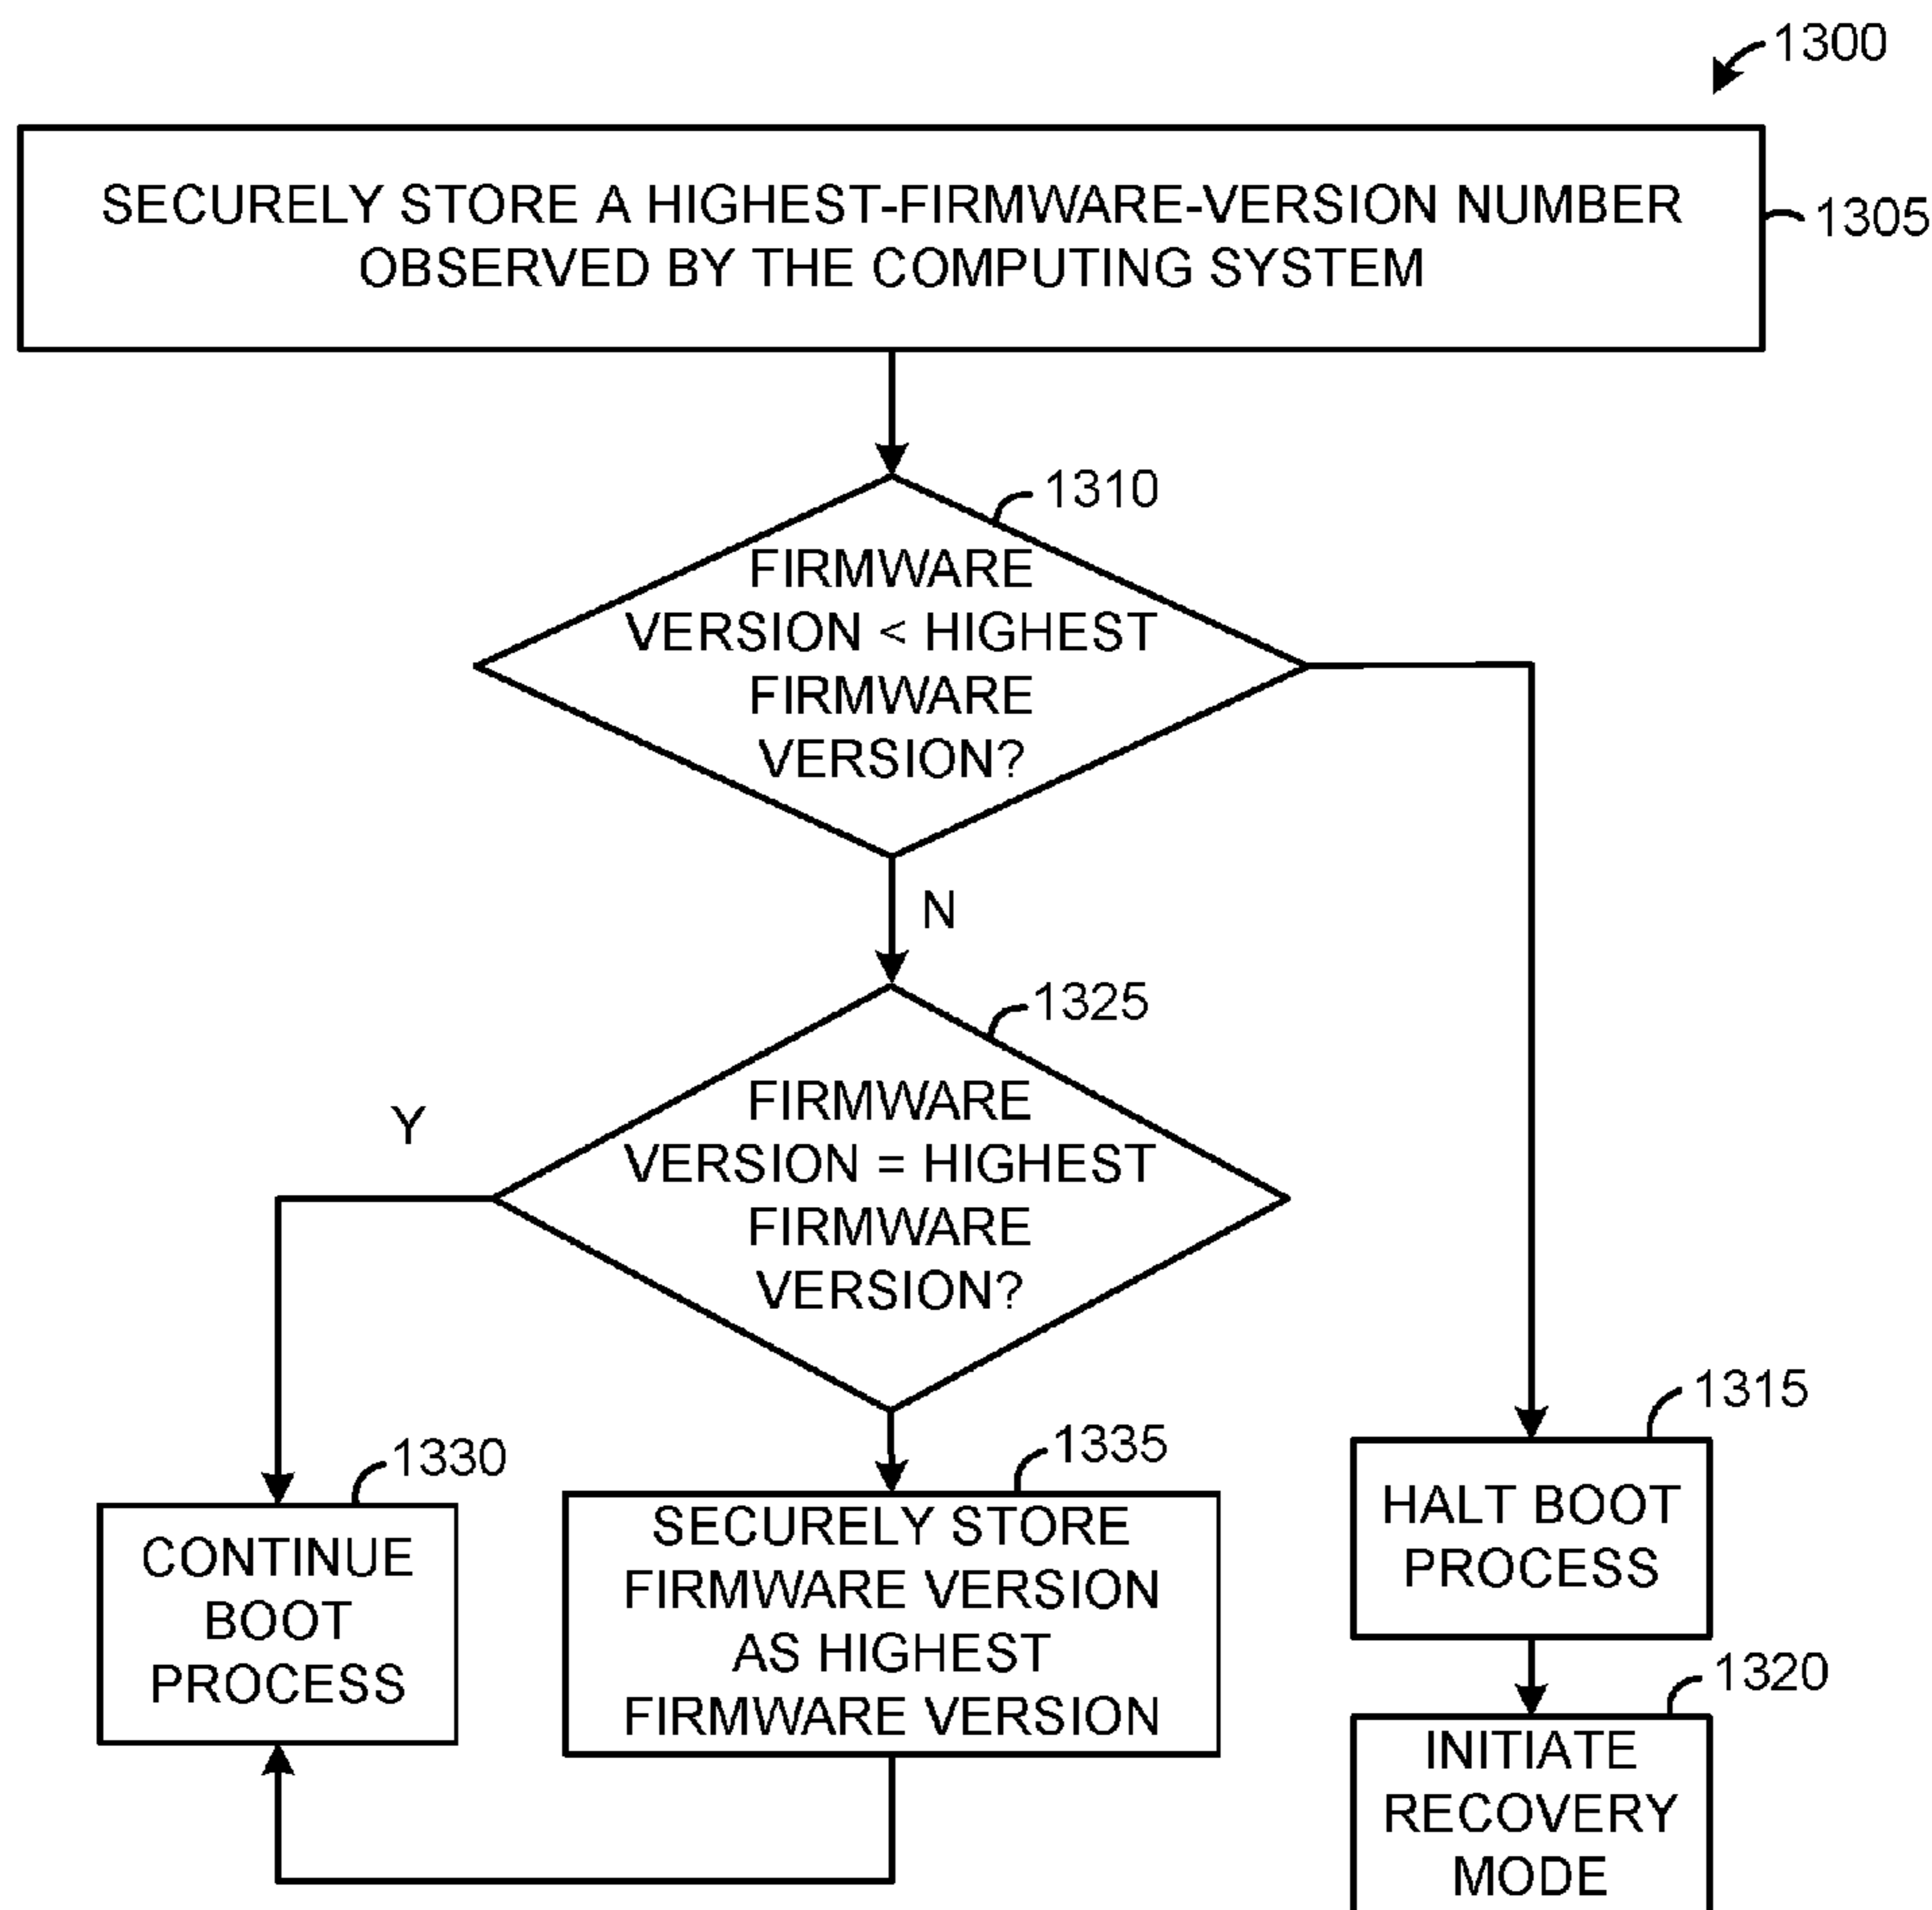 1300
SECURELY STORE A HIGHEST-FIRMWARE-VERSION NUMBER
OBSERVED BY THE COMPUTING SYSTEM
1305
1310
FIRMWARE
VERSION < HIGHEST
FIRMWARE
VERSION?
N
1325
FIRMWARE
VERSION = HIGHEST
FIRMWARE
VERSION?
Y
1330
CONTINUE
BOOT
PROCESS
1335
SECURELY STORE
FIRMWARE VERSION
AS HIGHEST
FIRMWARE VERSION
1315
HALT BOOT
PROCESS
1320
INITIATE
RECOVERY
MODE